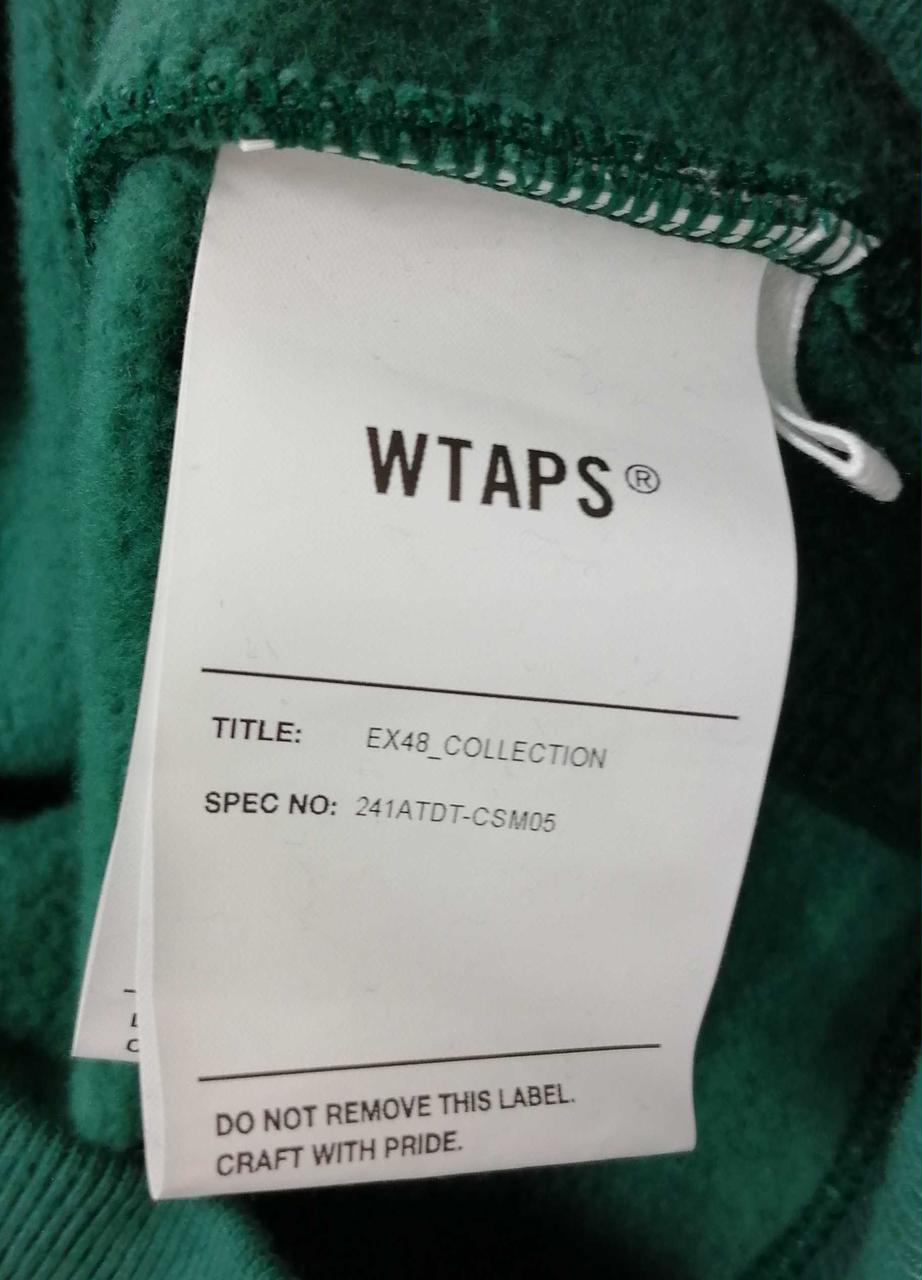 WTAPS®
TITLE: EX48_COLLECTION
SPEC NO: 241ATDT-CSM05
DO NOT REMOVE THIS LABEL.
CRAFT WITH PRIDE.